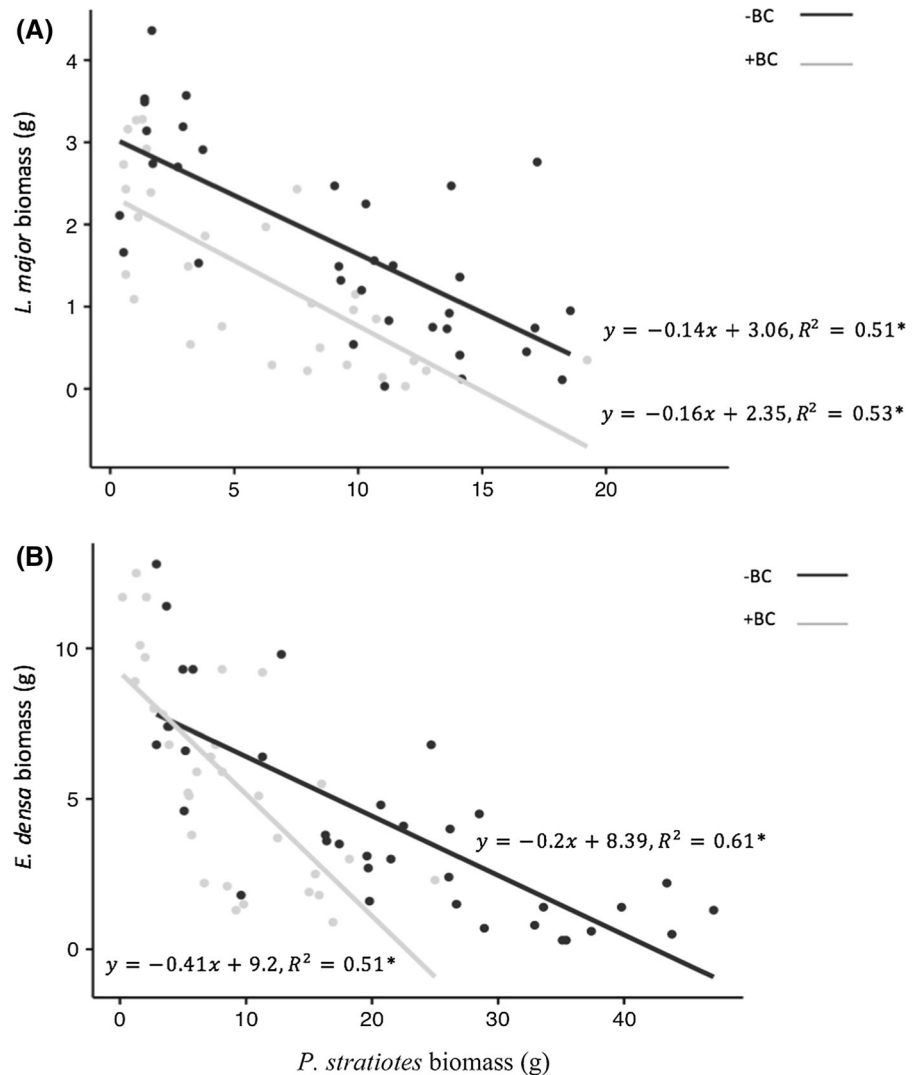 (A)
-BC
+BC
L. major biomass (g)
4
3
2
1
0
y = −0.14x + 3.06, R² = 0.51*
y = −0.16x + 2.35, R² = 0.53*
0 5 10 15 20
(B)
-BC
+BC
E. densa biomass (g)
10
5
0
y = −0.2x + 8.39, R² = 0.61*
y = −0.41x + 9.2, R² = 0.51*
0 10 20 30 40
P. stratiotes biomass (g)